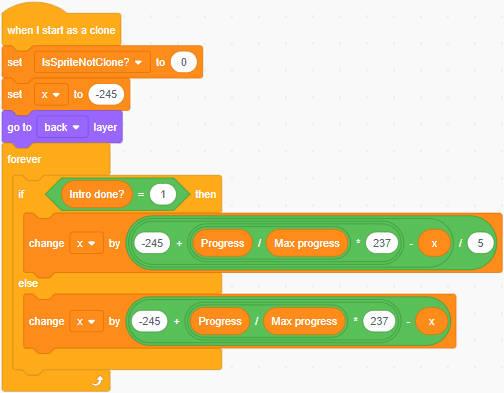 when I start as a clone
set IsSpriteNotClone? to 0
set x to -245
go to back layer
forever
if Intro done? = 1 then
change x by -245 + Progress / Max progress * 237 - x / 5
else
change x by -245 + Progress / Max progress * 237 - x